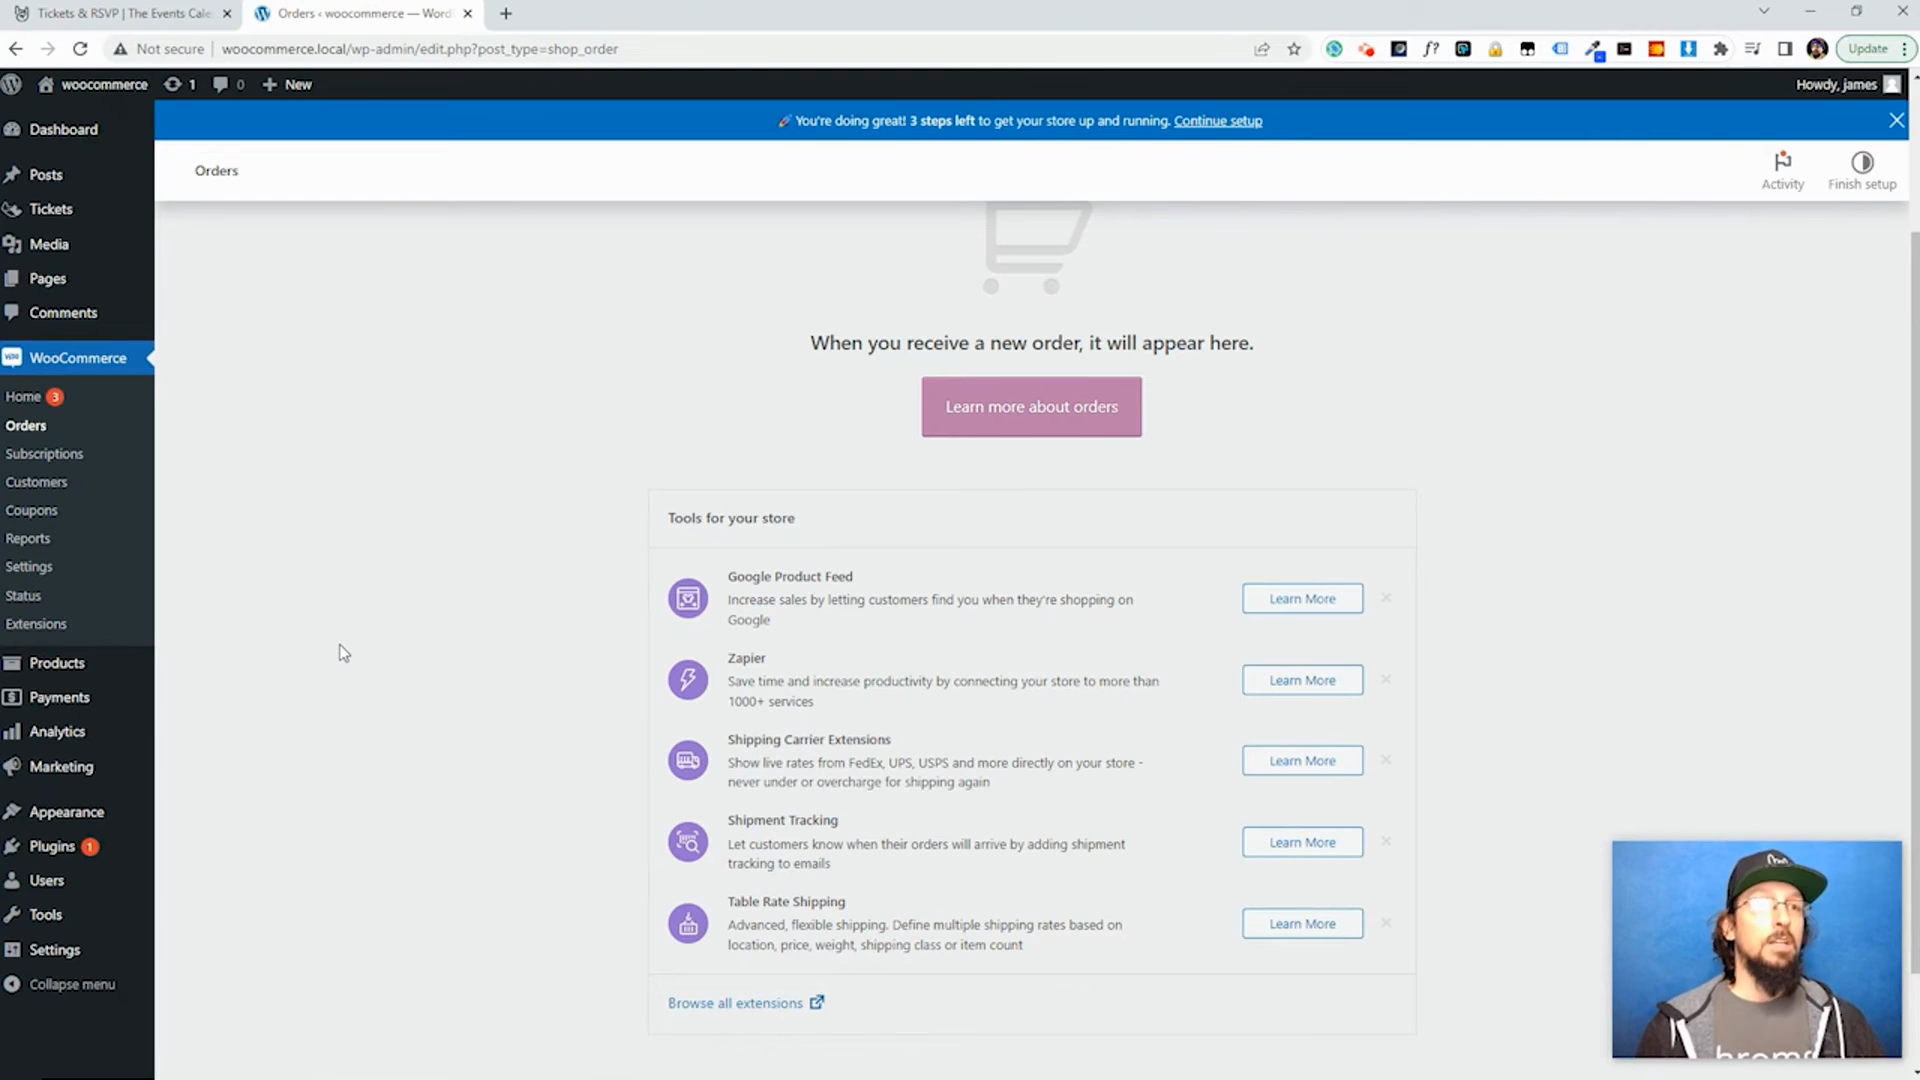 Tickets & RSVP | The Events Cale
Orders ‹ woocommerce — Word
Not secure
woocommerce.local/wp-admin/edit.php?post_type=shop_order
Update
woocommerce
1
0
New
Howdy, james
You're doing great! 3 steps left to get your store up and running. Continue setup
Orders
Activity
Finish setup
Dashboard
Posts
Tickets
Media
Pages
Comments
WooCommerce
Home 3
Orders
Subscriptions
Customers
Coupons
Reports
Settings
Status
Extensions
Products
Payments
Analytics
Marketing
Appearance
Plugins 1
Users
Tools
Settings
Collapse menu
When you receive a new order, it will appear here.
Learn more about orders
Tools for your store
Google Product Feed
Increase sales by letting customers find you when they're shopping on
Google
Learn More
Zapier
Save time and increase productivity by connecting your store to more than
1000+ services
Learn More
Shipping Carrier Extensions
Show live rates from FedEx, UPS, USPS and more directly on your store -
never under or overcharge for shipping again
Learn More
Shipment Tracking
Let customers know when their orders will arrive by adding shipment
tracking to emails
Learn More
Table Rate Shipping
Advanced, flexible shipping. Define multiple shipping rates based on
location, price, weight, shipping class or item count
Learn More
Browse all extensions